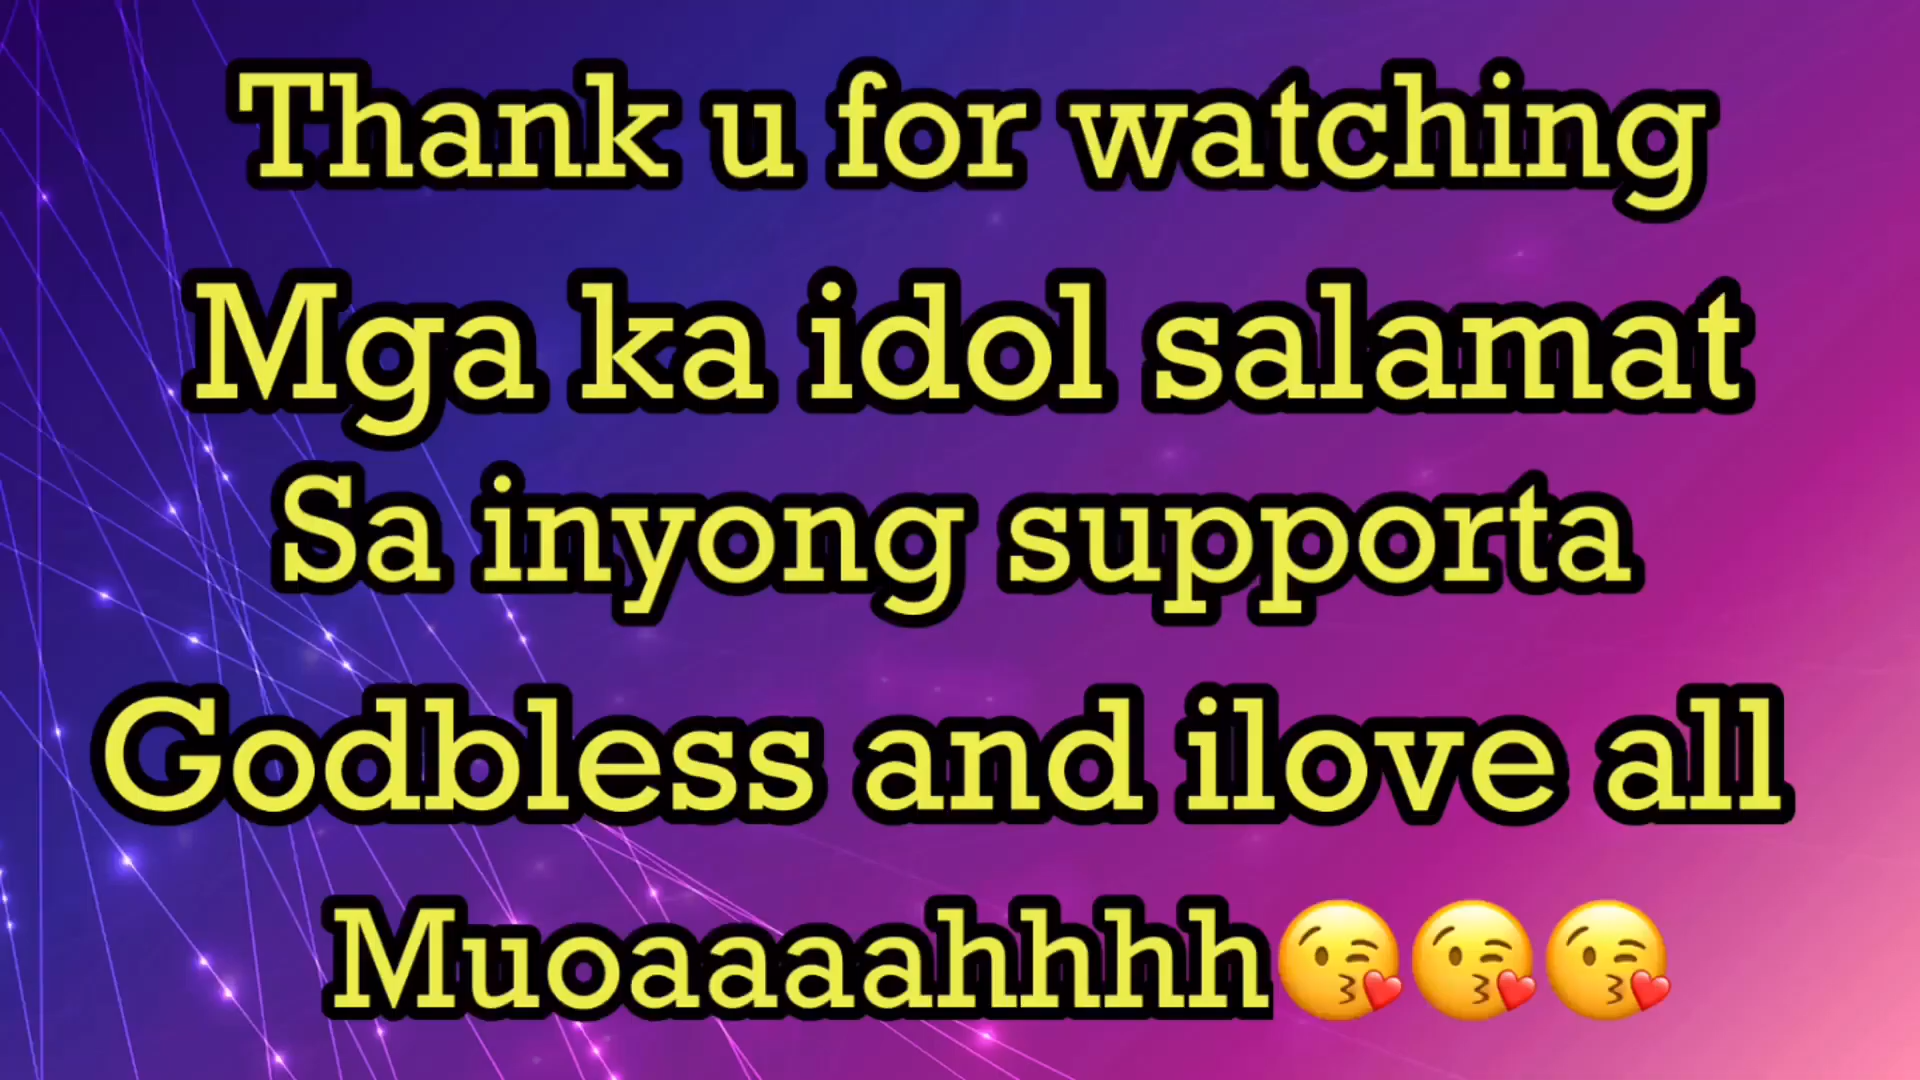 Thank u for watching
Mga ka idol salamat
Sa inyong supporta
Godbless and ilove all
Muoaaaahhhh😘😘😘